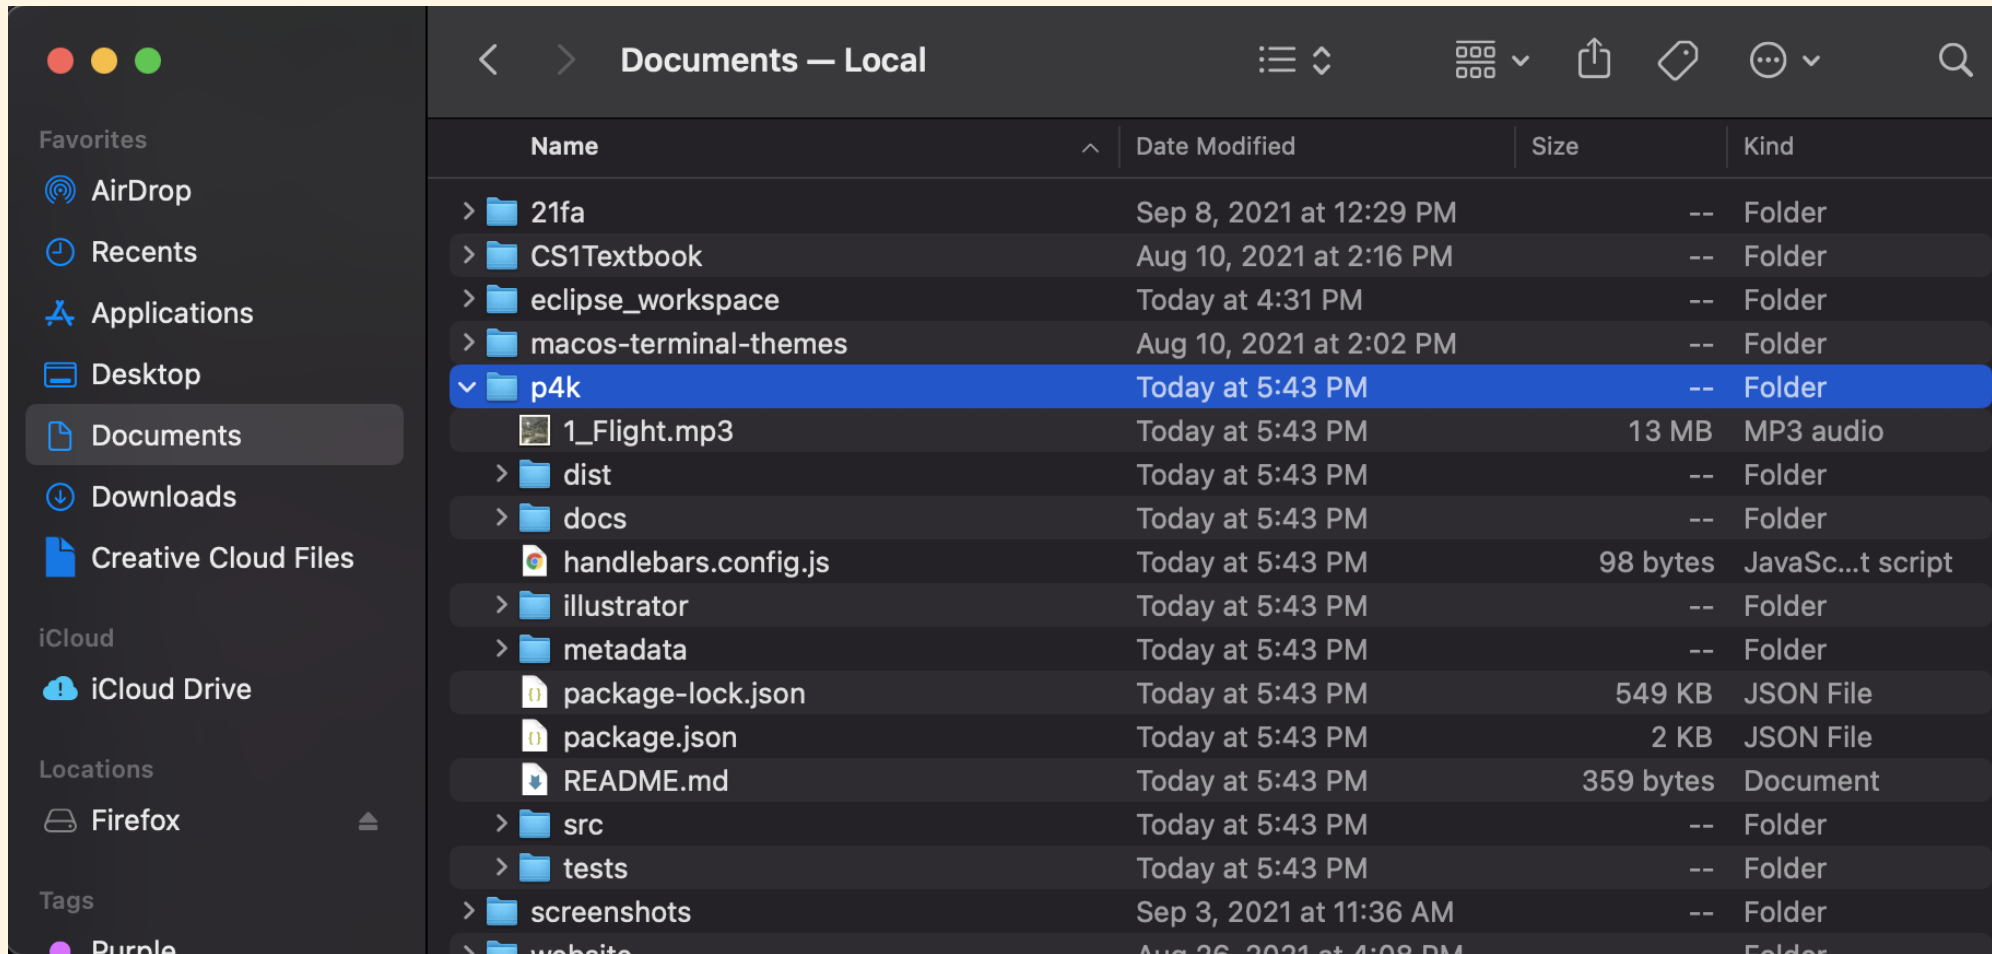 Documents — Local
Favorites
AirDrop
Recents
Applications
Desktop
Documents
Downloads
Creative Cloud Files
iCloud
iCloud Drive
Locations
Firefox
Tags
Purple
Name Date Modified Size Kind
21fa Sep 8, 2021 at 12:29 PM -- Folder
CS1Textbook Aug 10, 2021 at 2:16 PM -- Folder
eclipse_workspace Today at 4:31 PM -- Folder
macos-terminal-themes Aug 10, 2021 at 2:02 PM -- Folder
p4k Today at 5:43 PM -- Folder
1_Flight.mp3 Today at 5:43 PM 13 MB MP3 audio
dist Today at 5:43 PM -- Folder
docs Today at 5:43 PM -- Folder
handlebars.config.js Today at 5:43 PM 98 bytes JavaSc...t script
illustrator Today at 5:43 PM -- Folder
metadata Today at 5:43 PM -- Folder
package-lock.json Today at 5:43 PM 549 KB JSON File
package.json Today at 5:43 PM 2 KB JSON File
README.md Today at 5:43 PM 359 bytes Document
src Today at 5:43 PM -- Folder
tests Today at 5:43 PM -- Folder
screenshots Sep 3, 2021 at 11:36 AM -- Folder
website Aug 26, 2021 at 4:08 PM -- Folder